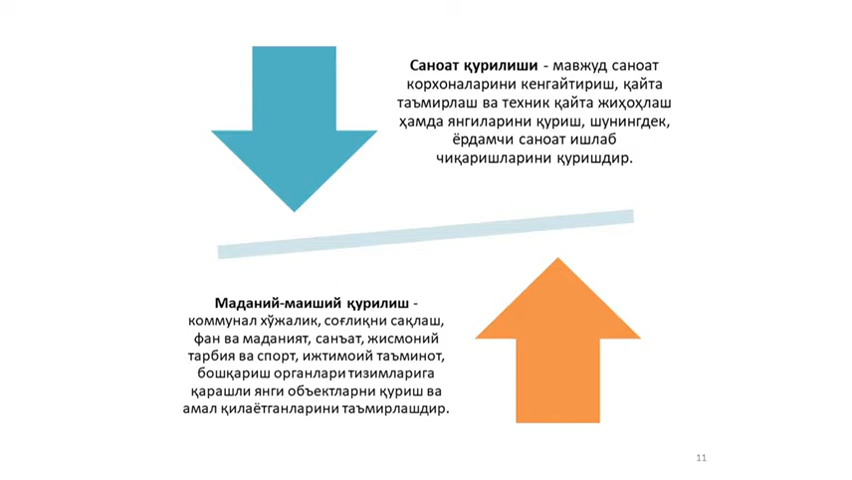 Саноат қурилиши - мавжуд саноат
корхоналарини кенгайтириш, қайта
таъмирлаш ва техник қайта жиҳоҳлаш
ҳамда янгиларини қуриш, шунингдек,
ёрдамчи саноат ишлаб
чиқаришларини қуришдир.
Маданий-маиший қурилиш -
коммунал хўжалик, соғлиқни сақлаш,
фан ва маданият, санъат, жисмоний
тарбия ва спорт, ижтимоий таъминот,
бошқариш органлари тизимларига
қарашли янги объектларни қуриш ва
амал қилаётганларини таъмирлашдир.
11